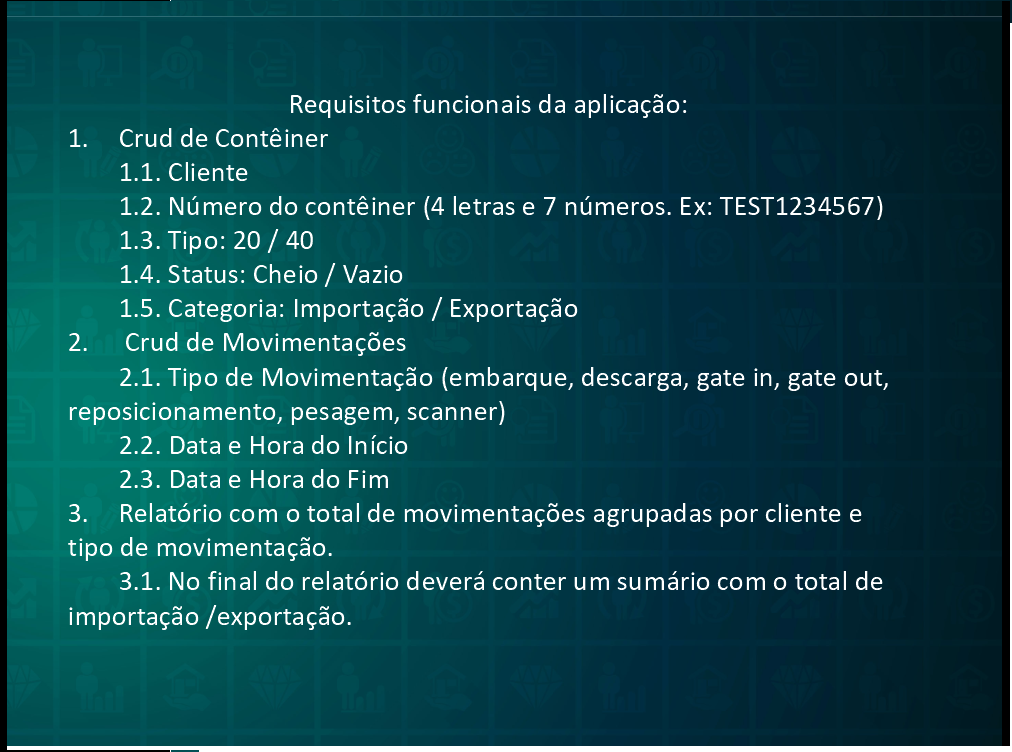 Requisitos funcionais da aplicação:
1. Crud de Contêiner
1.1. Cliente
1.2. Número do contêiner (4 letras e 7 números. Ex: TEST1234567)
1.3. Tipo: 20 / 40
1.4. Status: Cheio / Vazio
1.5. Categoria: Importação / Exportação
2. Crud de Movimentações
2.1. Tipo de Movimentação (embarque, descarga, gate in, gate out,
reposicionamento, pesagem, scanner)
2.2. Data e Hora do Início
2.3. Data e Hora do Fim
3. Relatório com o total de movimentações agrupadas por cliente e
tipo de movimentação.
3.1. No final do relatório deverá conter um sumário com o total de
importação /exportação.